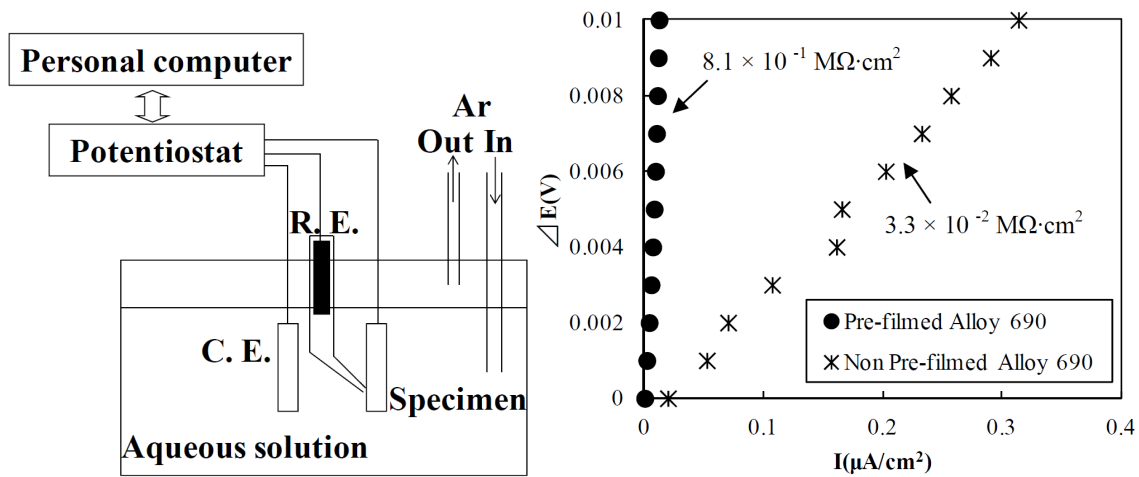 Personal computer
Potentiostat
Ar
Out In
R. E.
C. E.
Specimen
Aqueous solution
0.01
0.008
0.006
0.004
0.002
0
⊿E(V)
8.1 × 10 -1 MΩ·cm2
3.3 × 10 -2 MΩ·cm2
Pre-filmed Alloy 690
Non Pre-filmed Alloy 690
0 0.1 0.2 0.3 0.4
I(μA/cm2)